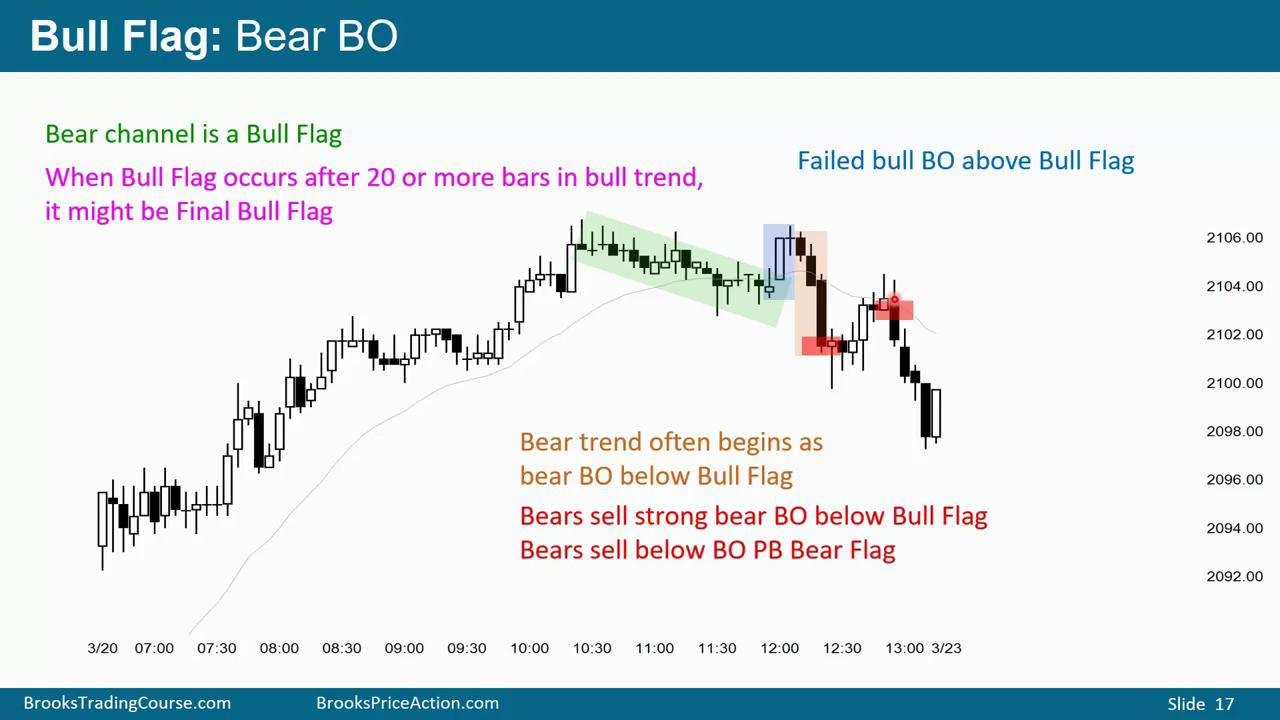 Bull Flag: Bear BO
Bear channel is a Bull Flag
When Bull Flag occurs after 20 or more bars in bull trend,
it might be Final Bull Flag
Failed bull BO above Bull Flag
2106.00
2104.00
2102.00
2100.00
2098.00
2096.00
2094.00
2092.00
Bear trend often begins as
bear BO below Bull Flag
Bears sell strong bear BO below Bull Flag
Bears sell below BO PB Bear Flag
3/20 07:00 07:30 08:00 08:30 09:00 09:30 10:00 10:30 11:00 11:30 12:00 12:30 13:00 3/23
BrooksTradingCourse.com BrooksPriceAction.com Slide 17